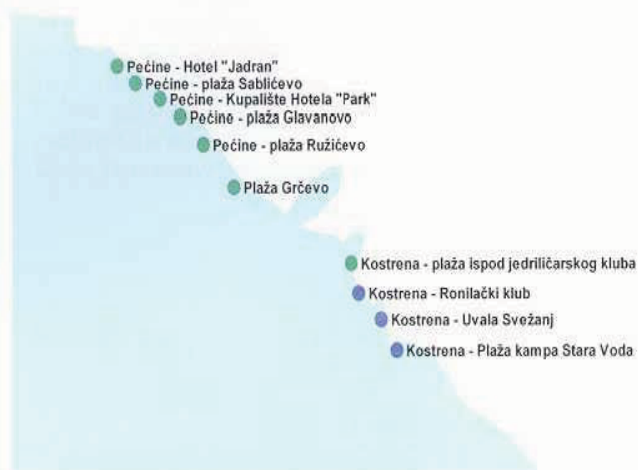 Pećine - Hotel "Jadran"
Pećine - plaža Sablićevo
Pećine - Kupalište Hotela "Park"
Pećine - plaža Glavanovo
Pećine - plaža Ružićevo
Plaža Grčevo
Kostrena - plaža ispod jedriličarskog kluba
Kostrena - Ronilački klub
Kostrena - Uvala Svežanj
Kostrena - Plaža kampa Stara Voda